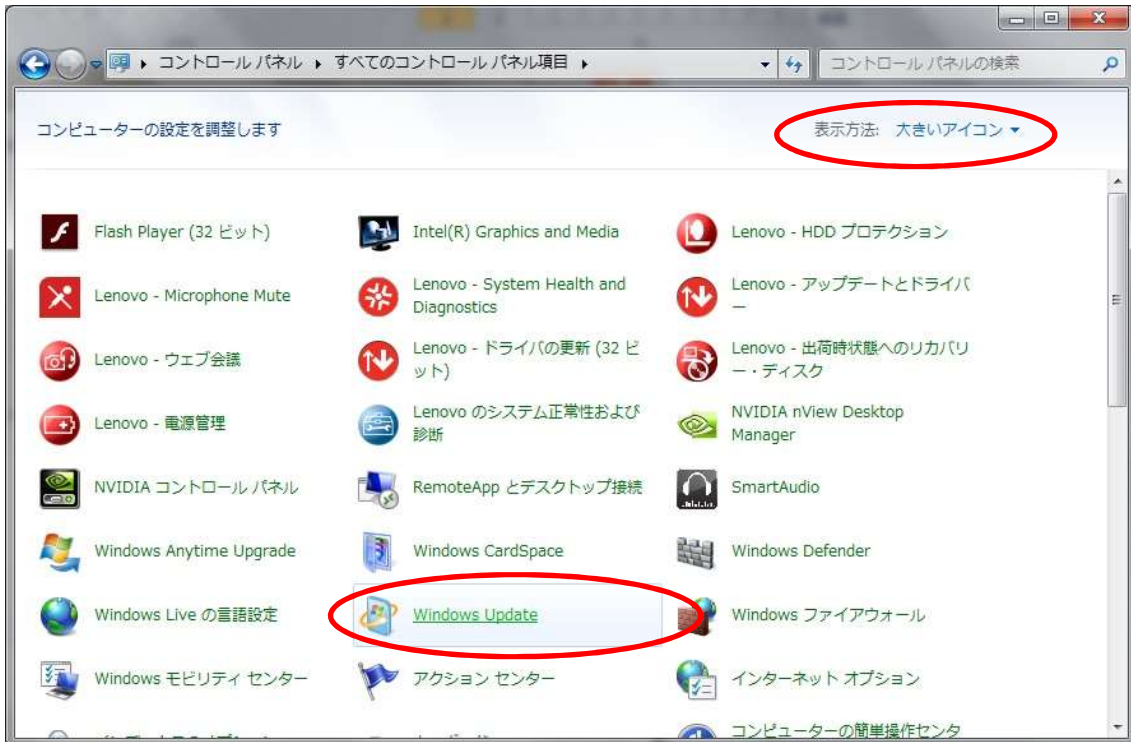 コントロール パネル ▸ すべてのコントロール パネル項目 ▸
コントロール パネルの検索
コンピューターの設定を調整します
表示方法: 大きいアイコン ▼
Flash Player (32 ビット)
Intel(R) Graphics and Media
Lenovo - HDD プロテクション
Lenovo - Microphone Mute
Lenovo - System Health and
Diagnostics
Lenovo - アップデートとドライバ
ー
Lenovo - ウェブ会議
Lenovo - ドライバの更新 (32 ビ
ット)
Lenovo - 出荷時状態へのリカバリ
ー・ディスク
Lenovo - 電源管理
Lenovo のシステム正常性および
診断
NVIDIA nView Desktop
Manager
NVIDIA コントロール パネル
RemoteApp とデスクトップ接続
SmartAudio
Windows Anytime Upgrade
Windows CardSpace
Windows Defender
Windows Live の言語設定
Windows Update
Windows ファイアウォール
Windows モビリティ センター
アクション センター
インターネット オプション
コンピューターの簡単操作センタ